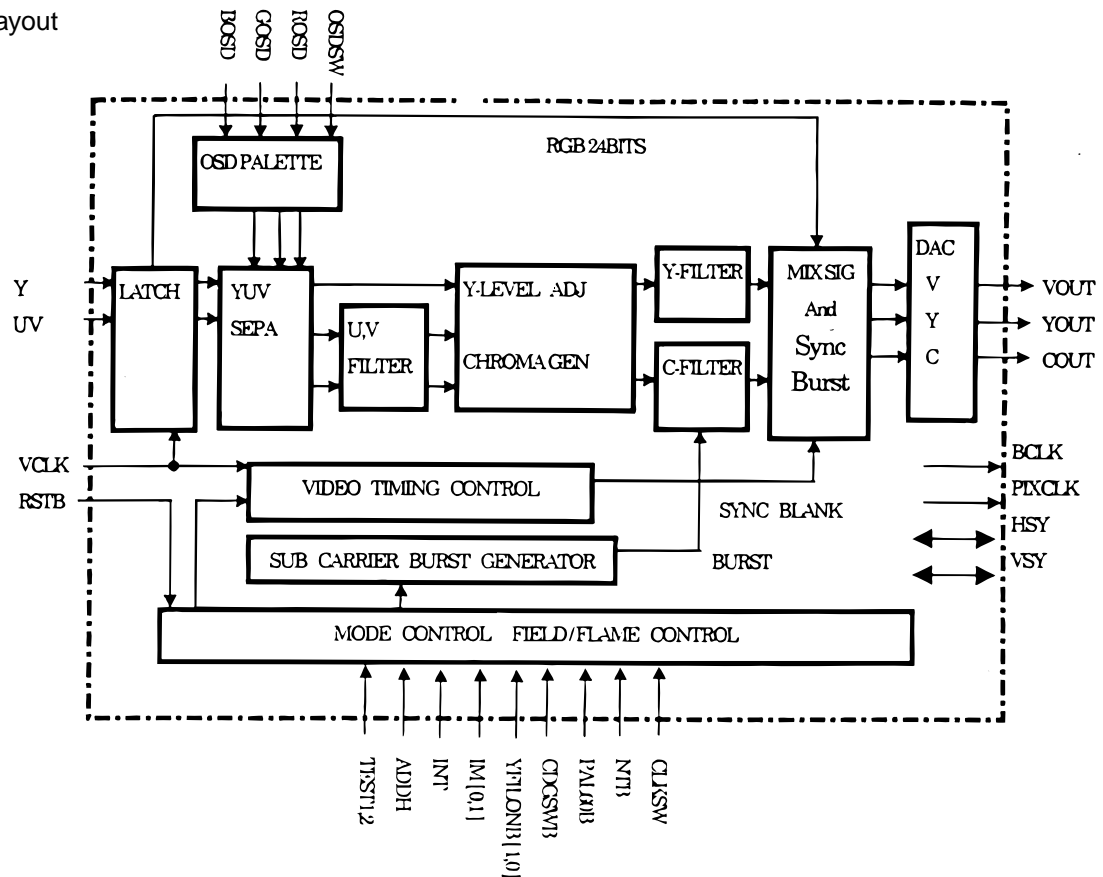 ayout
BOSD
GOSD
ROSD
OSDSW
RGB 24BITS
OSD PALETTE
Y
UV
LATCH
YUV
SEPA
U,V
FILTER
Y-LEVEL ADJ
CHROMA GEN
Y-FILTER
C-FILTER
MIX SIG
And
Sync
Burst
DAC
V
Y
C
VOUT
YOUT
COUT
VCLK
RSTB
VIDEO TIMING CONTROL
SYNC BLANK
SUB CARRIER BURST GENERATOR
BURST
BCLK
PIXCLK
HSY
VSY
MODE CONTROL FIELD/FLAME CONTROL
TEST1,2
ADDH
INT
IM[0,1]
YFILONB[1,0]
CDGSWB
PAL60B
NTB
CLKSW